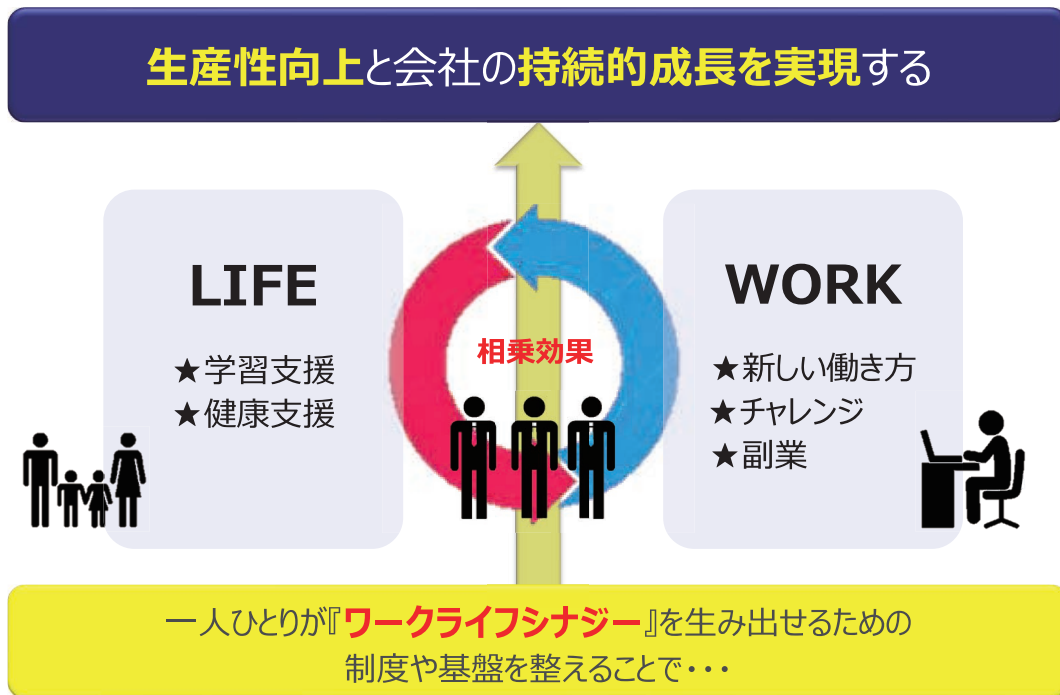 生産性向上と会社の持続的成長を実現する
LIFE
★学習支援
★健康支援
相乗効果
WORK
★新しい働き方
★チャレンジ
★副業
一人ひとりが『ワークライフシナジー』を生み出せるための
制度や基盤を整えることで・・・